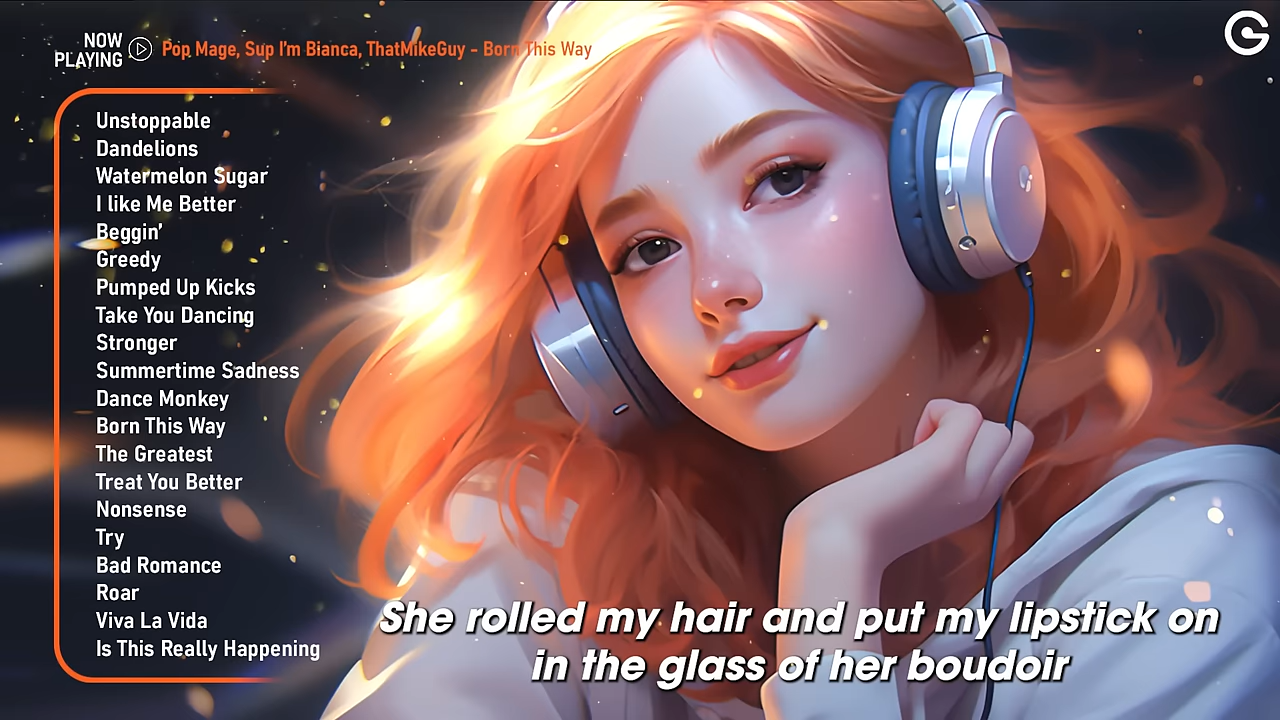 NOW
PLAYING
Pop Mage, Sup I'm Bianca, ThatMikeGuy - Born This Way
G
Unstoppable
Dandelions
Watermelon Sugar
I like Me Better
Beggin'
Greedy
Pumped Up Kicks
Take You Dancing
Stronger
Summertime Sadness
Dance Monkey
Born This Way
The Greatest
Treat You Better
Nonsense
Try
Bad Romance
Roar
Viva La Vida
Is This Really Happening
She rolled my hair and put my lipstick on
in the glass of her boudoir